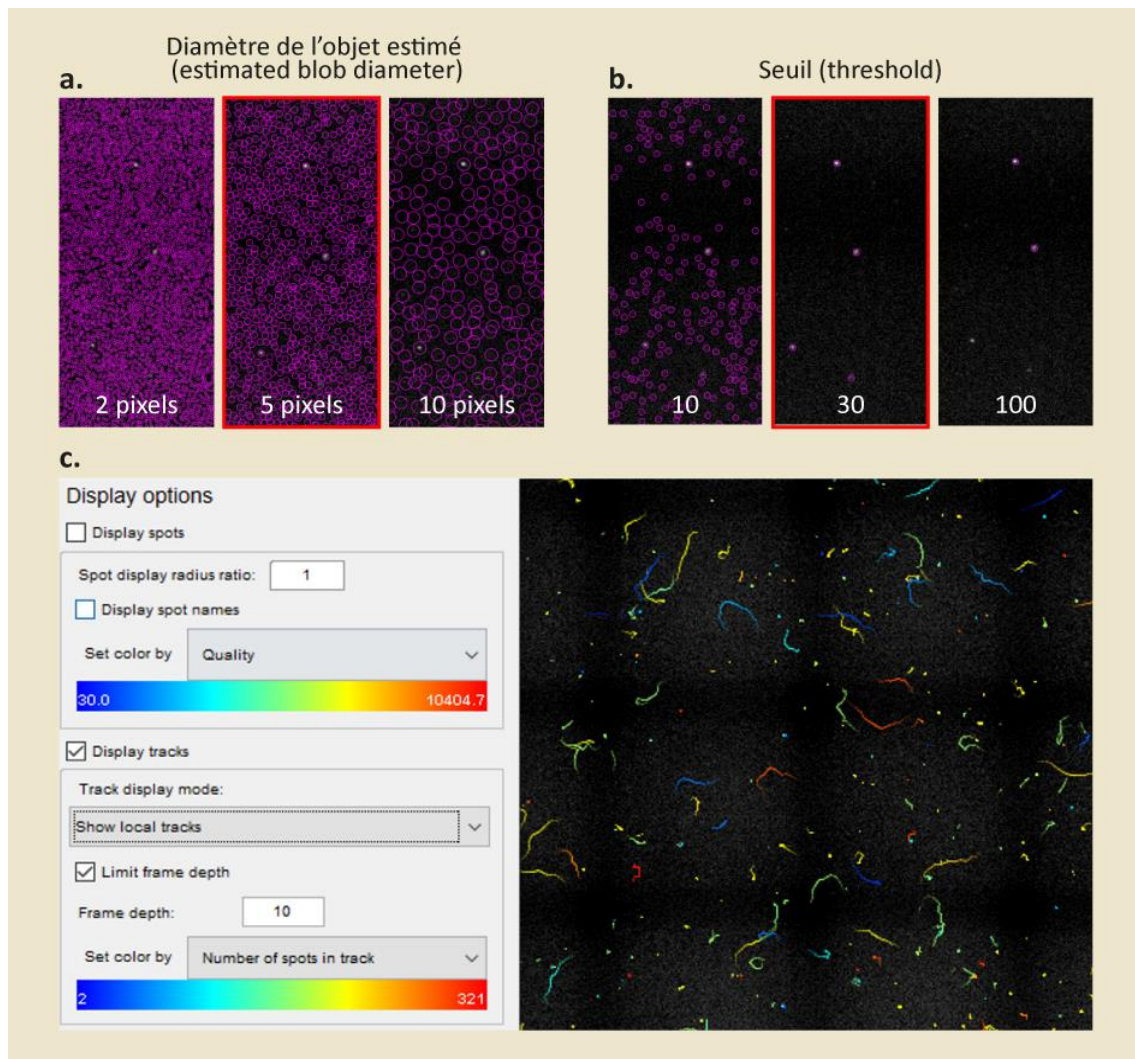 Diamètre de l'objet estimé
(estimated blob diameter)
a.
2 pixels
5 pixels
10 pixels
b.
Seuil (threshold)
10
30
100
c.
Display options
Display spots
Spot display radius ratio: 1
Display spot names
Set color by Quality
30.0 10404.7
Display tracks
Track display mode:
Show local tracks
Limit frame depth
Frame depth: 10
Set color by Number of spots in track
2 321